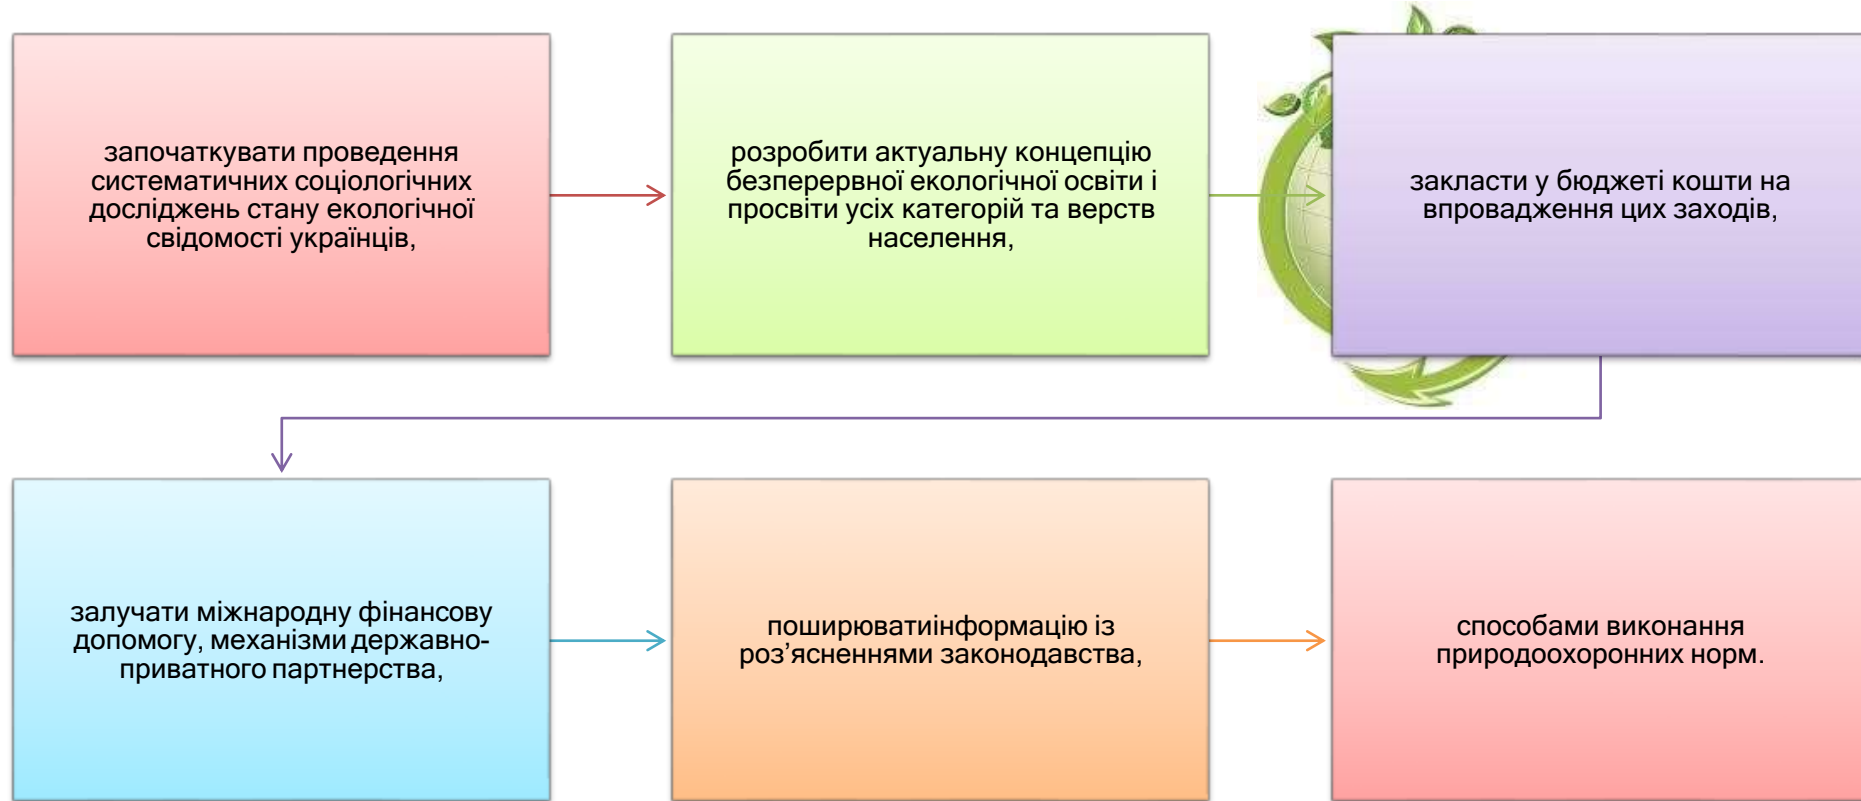 започаткувати проведення
систематичних соціологічних
досліджень стану екологічної
свідомості українців,
розробити актуальну концепцію
безперервної екологічної освіти і
просвіти усіх категорій та верств
населення,
закласти у бюджеті кошти на
впровадження цих заходів,
залучати міжнародну фінансову
допомогу, механізми державно-
приватного партнерства,
поширюватиінформацію із
роз’ясненнями законодавства,
способами виконання
природоохоронних норм.